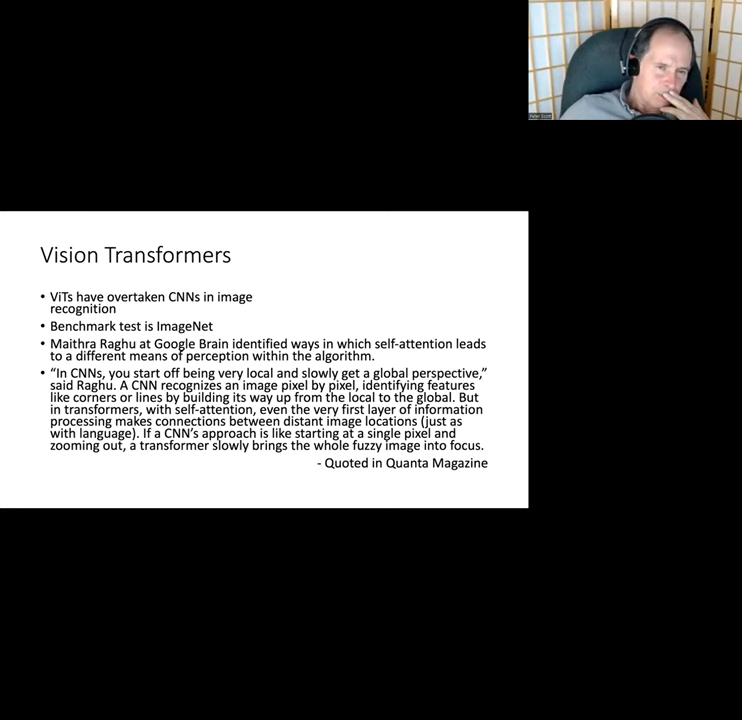 Peter Scott
Vision Transformers
• ViTs have overtaken CNNs in image
recognition
• Benchmark test is ImageNet
• Maithra Raghu at Google Brain identified ways in which self-attention leads
to a different means of perception within the algorithm.
• “In CNNs, you start off being very local and slowly get a global perspective,”
said Raghu. A CNN recognizes an image pixel by pixel, identifying features
like corners or lines by building its way up from the local to the global. But
in transformers, with self-attention, even the very first layer of information
processing makes connections between distant image locations (just as
with language). If a CNN’s approach is like starting at a single pixel and
zooming out, a transformer slowly brings the whole fuzzy image into focus.
- Quoted in Quanta Magazine